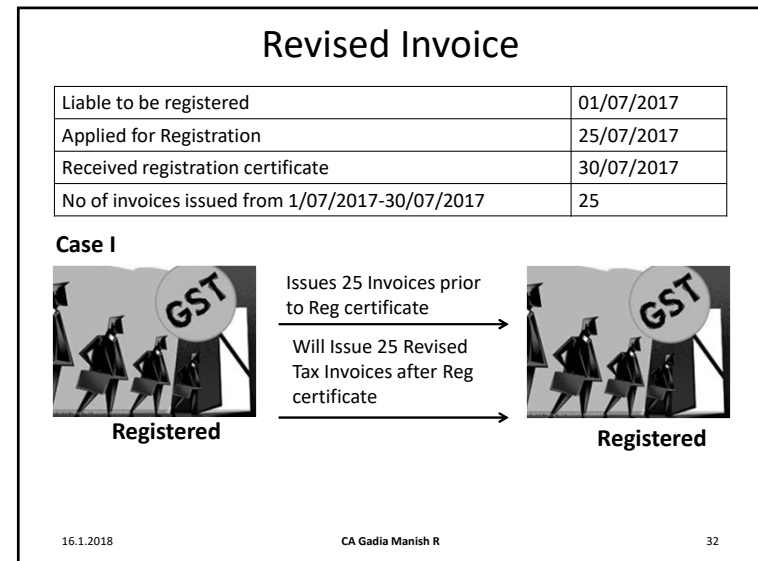 Revised Invoice
Liable to be registered 01/07/2017
Applied for Registration 25/07/2017
Received registration certificate 30/07/2017
No of invoices issued from 1/07/2017-30/07/2017 25
Case I
GST
Issues 25 Invoices prior
to Reg certificate
Will Issue 25 Revised
Tax Invoices after Reg
certificate
GST
Registered
Registered
16.1.2018 CA Gadia Manish R 32